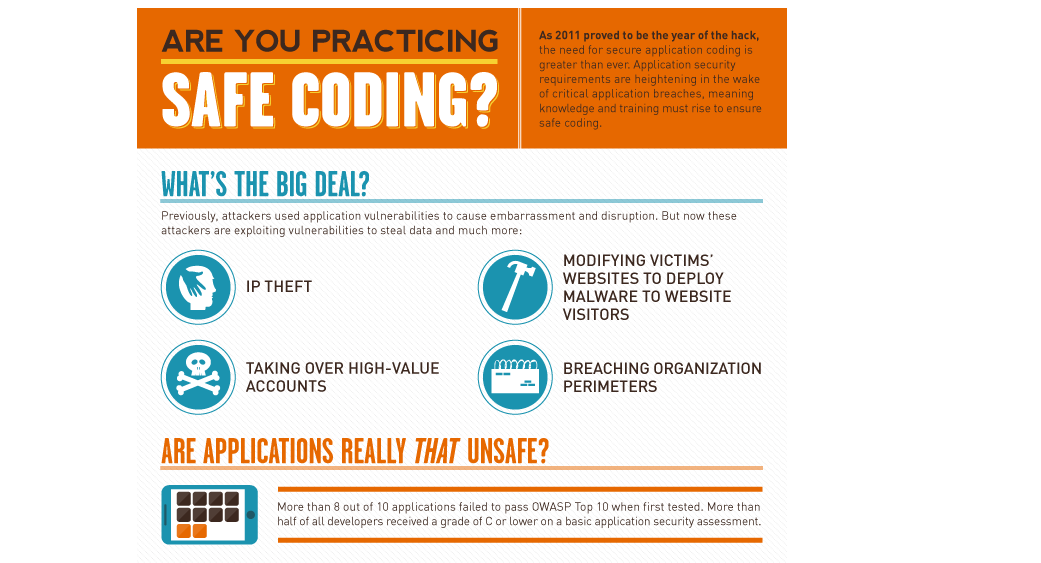 ARE YOU PRACTICING
SAFE CODING?
As 2011 proved to be the year of the hack,
the need for secure application coding is
greater than ever. Application security
requirements are heightening in the wake
of critical application breaches, meaning
knowledge and training must rise to ensure
safe coding.
WHAT'S THE BIG DEAL?
Previously, attackers used application vulnerabilities to cause embarrassment and disruption. But now these
attackers are exploiting vulnerabilities to steal data and much more:
IP THEFT
MODIFYING VICTIMS'
WEBSITES TO DEPLOY
MALWARE TO WEBSITE
VISITORS
TAKING OVER HIGH-VALUE
ACCOUNTS
BREACHING ORGANIZATION
PERIMETERS
ARE APPLICATIONS REALLY THAT UNSAFE?
More than 8 out of 10 applications failed to pass OWASP Top 10 when first tested. More than
half of all developers received a grade of C or lower on a basic application security assessment.